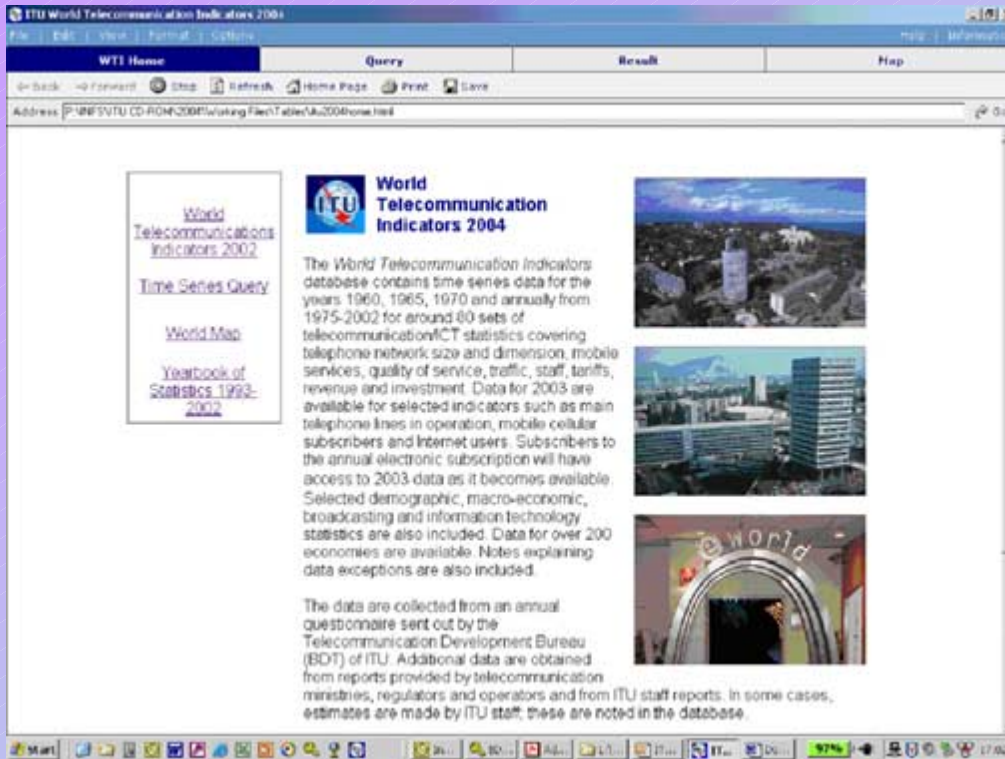 ITU World Telecommunication Indicators 2004
File | Edit | View | Format | Options
Help |
WTI Home Query Result Map
Back Forward Stop Refresh Home Page Print Save
Address
World
Telecommunications
Indicators 2002
Time Series Query
World Map
Yearbook of
Statistics 1993-
2002
ITU
World
Telecommunication
Indicators 2004
The World Telecommunication Indicators
database contains time series data for the
years 1960, 1965, 1970 and annually from
1975-2002 for around 80 sets of
telecommunication/ICT statistics covering
telephone network size and dimension, mobile
services, quality of service, traffic, staff, tariffs,
revenue and investment. Data for 2003 are
available for selected indicators such as main
telephone lines in operation, mobile cellular
subscribers and Internet users. Subscribers to
the annual electronic subscription will have
access to 2003 data as it becomes available.
Selected demographic, macro-economic,
broadcasting and information technology
statistics are also included. Data for over 200
economies are available. Notes explaining
data exceptions are also included.
The data are collected from an annual
questionnaire sent out by the
Telecommunication Development Bureau
(BDT) of ITU. Additional data are obtained
from reports provided by telecommunication
ministries, regulators and operators and from ITU staff reports. In some cases,
estimates are made by ITU staff; these are noted in the database.
e world
Start 97%